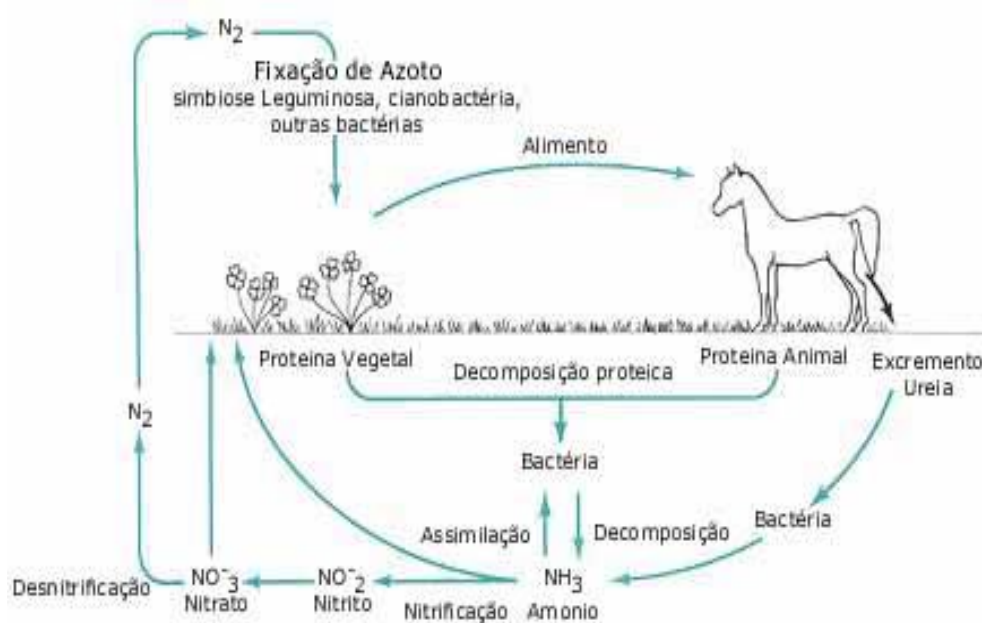 N2
Fixação de Azoto
simbiose Leguminosa, cianobactéria,
outras bactérias
Alimento
Proteina Vegetal
Decomposição proteica
Proteina Animal
Excremento
Ureia
N2
Bactéria
Bactéria
Assimilação
Decomposição
Desnitrificação
NO⁻3
Nitrato
NO⁻2
Nitrito
Nitrificação
NH3
Amonio